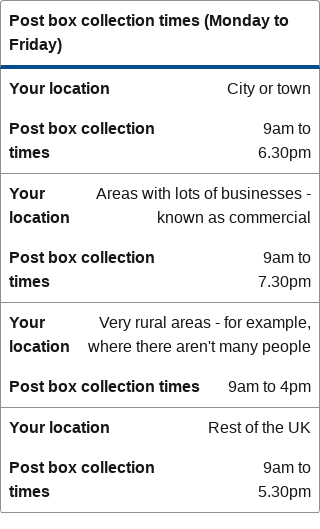 Post box collection times (Monday to
Friday)
Your location City or town
Post box collection times 9am to 6.30pm
Your location Areas with lots of businesses - known as commercial
Post box collection times 9am to 7.30pm
Your location Very rural areas - for example, where there aren't many people
Post box collection times 9am to 4pm
Your location Rest of the UK
Post box collection times 9am to 5.30pm